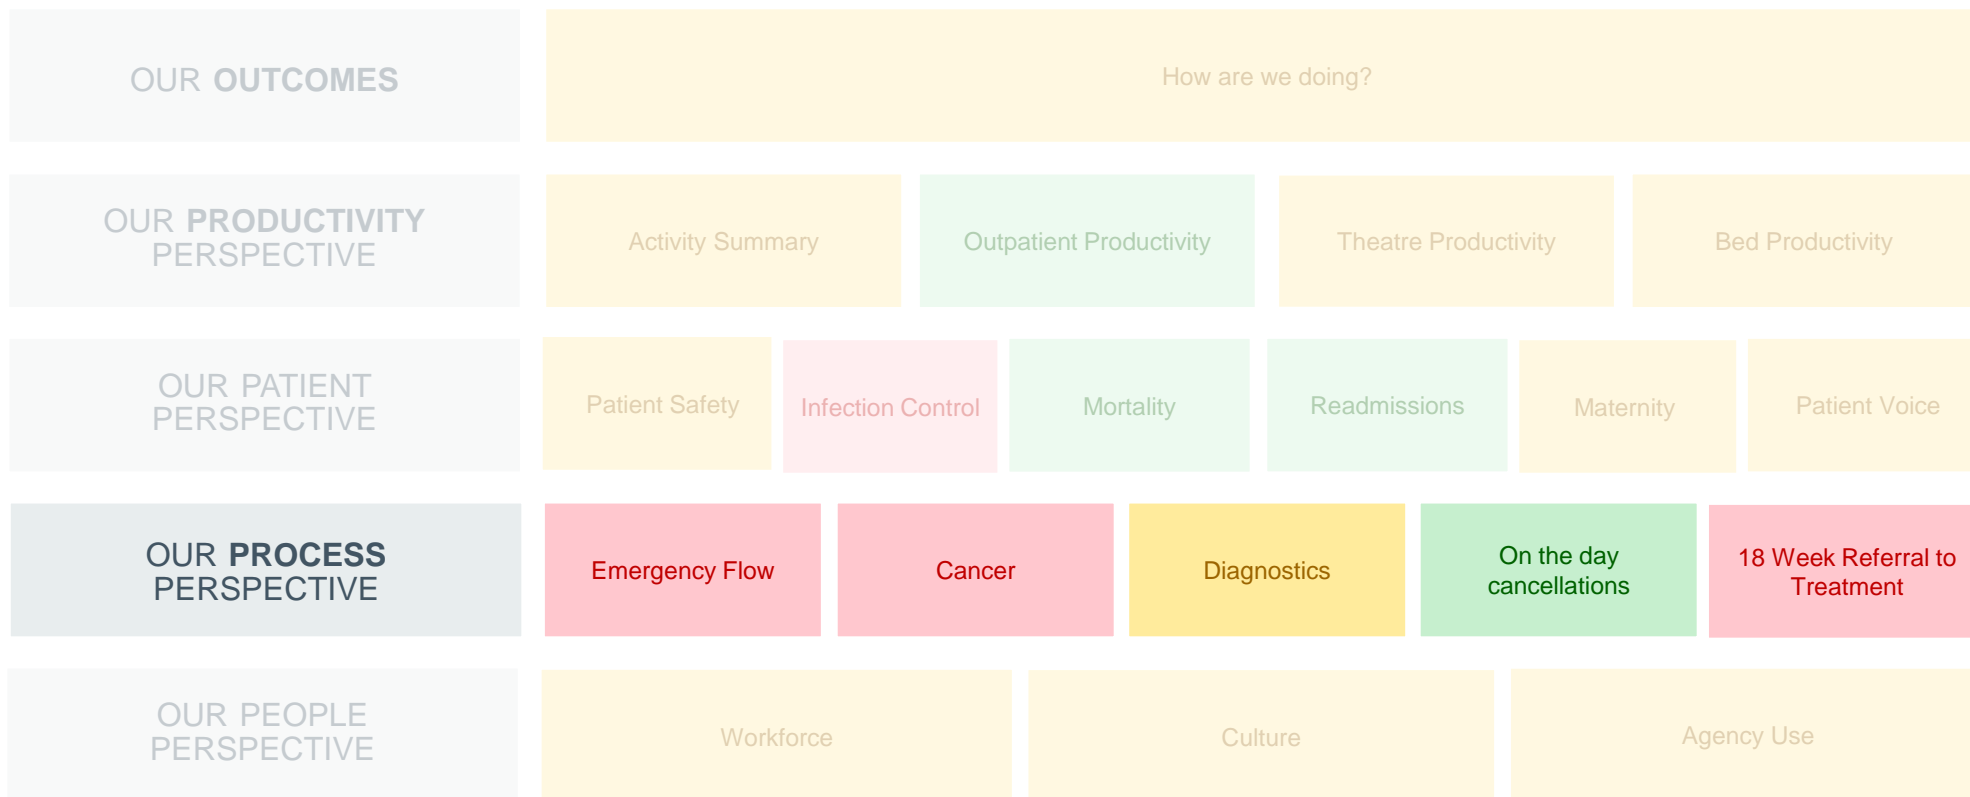 OUR OUTCOMES
How are we doing?
OUR PRODUCTIVITY
PERSPECTIVE
Activity Summary
Outpatient Productivity
Theatre Productivity
Bed Productivity
OUR PATIENT
PERSPECTIVE
Patient Safety
Infection Control
Mortality
Readmissions
Maternity
Patient Voice
OUR PROCESS
PERSPECTIVE
Emergency Flow
Cancer
Diagnostics
On the day
cancellations
18 Week Referral to
Treatment
OUR PEOPLE
PERSPECTIVE
Workforce
Culture
Agency Use